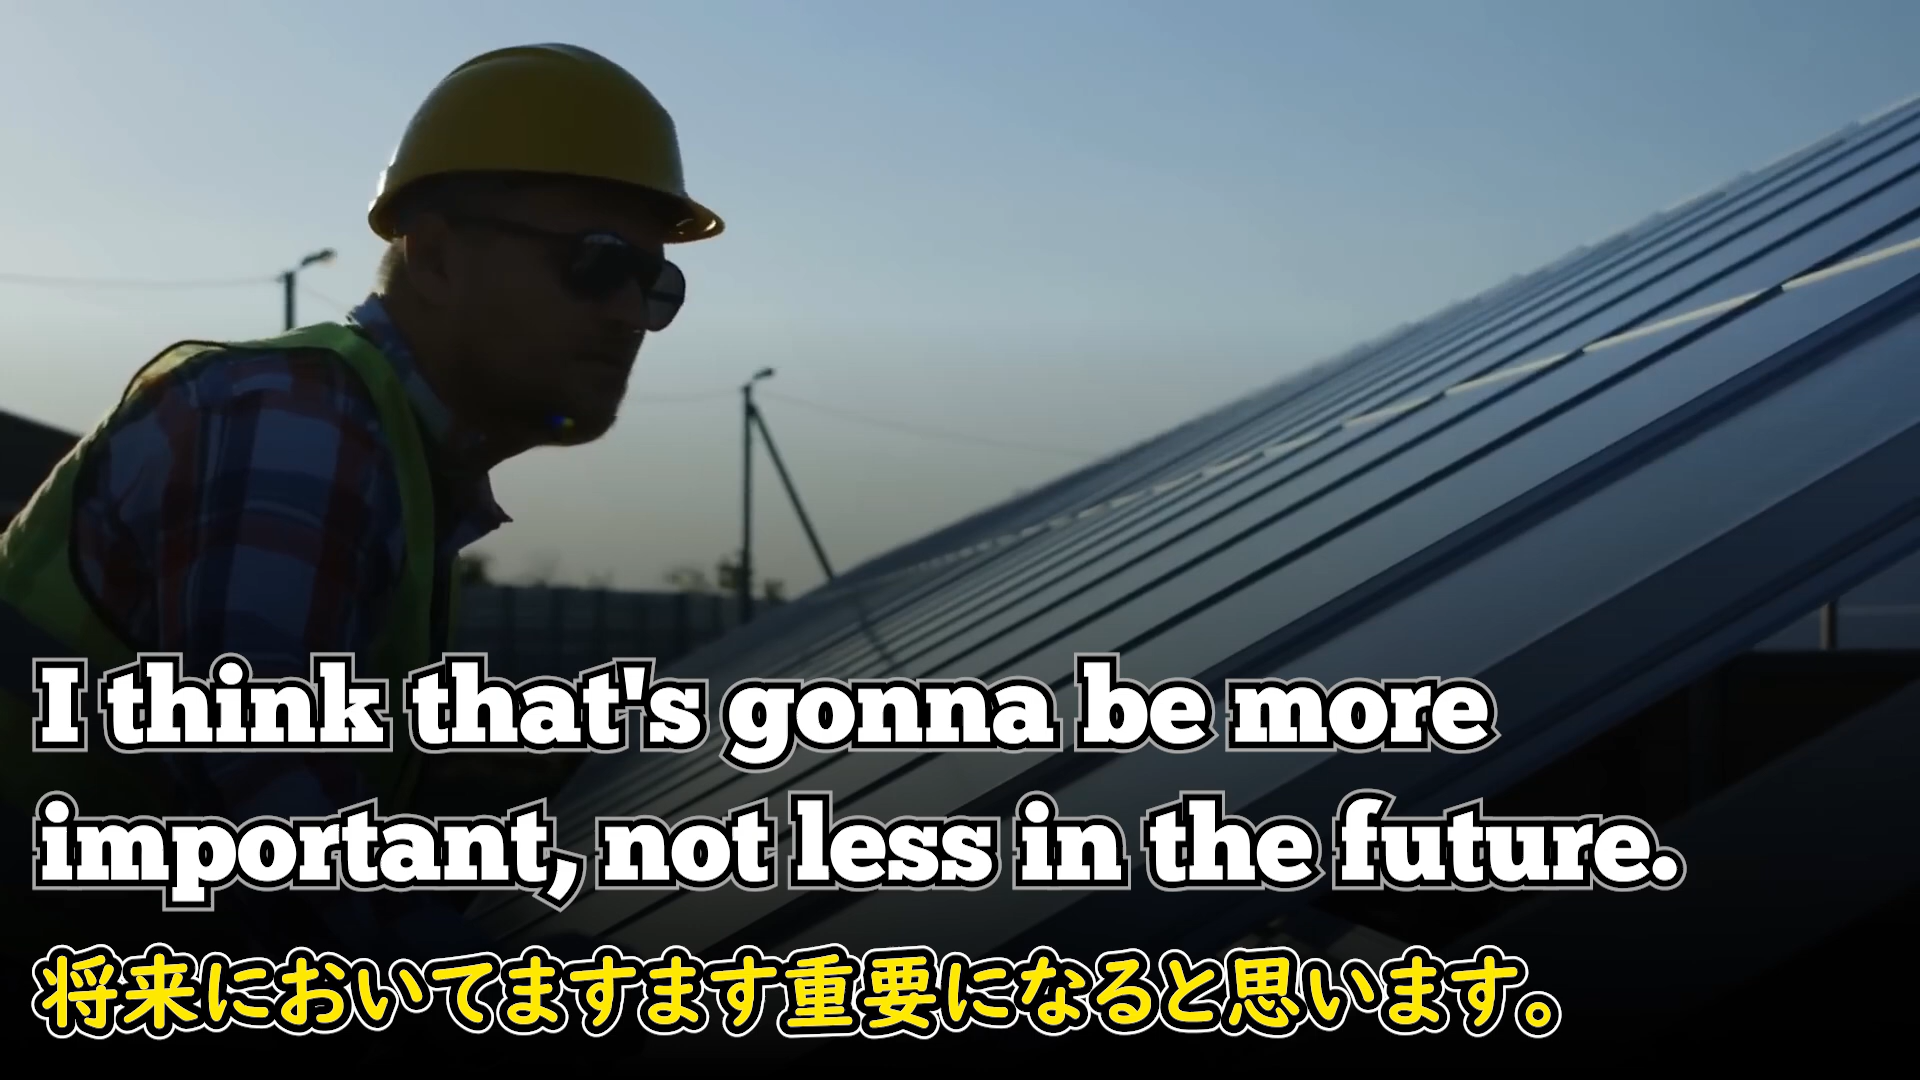 I think that's gonna be more
important, not less in the future.
将来においてますます重要になると思います。